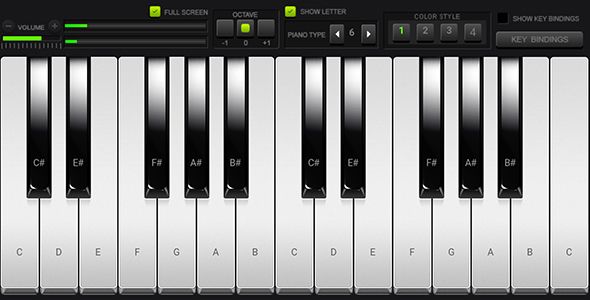 VOLUME
FULL SCREEN
OCTAVE
-1 0 +1
SHOW LETTER
PIANO TYPE 6
COLOR STYLE
1 2 3 4
SHOW KEY BINDINGS
KEY BINDINGS
C# E# F# A# B# C# E# F# A# B#
C D E F G A B C D E F G A B C